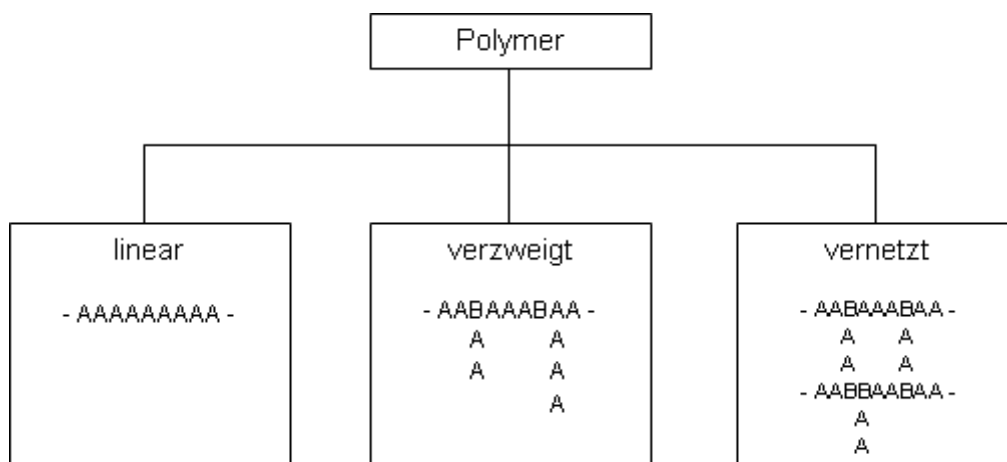 Polymer
linear
- AAAAAAAAA -
verzweigt
- AABAAABAA -
A A
A A
A
vernetzt
- AABAAABAA -
A A
A A
- AABBAABAA -
A
A